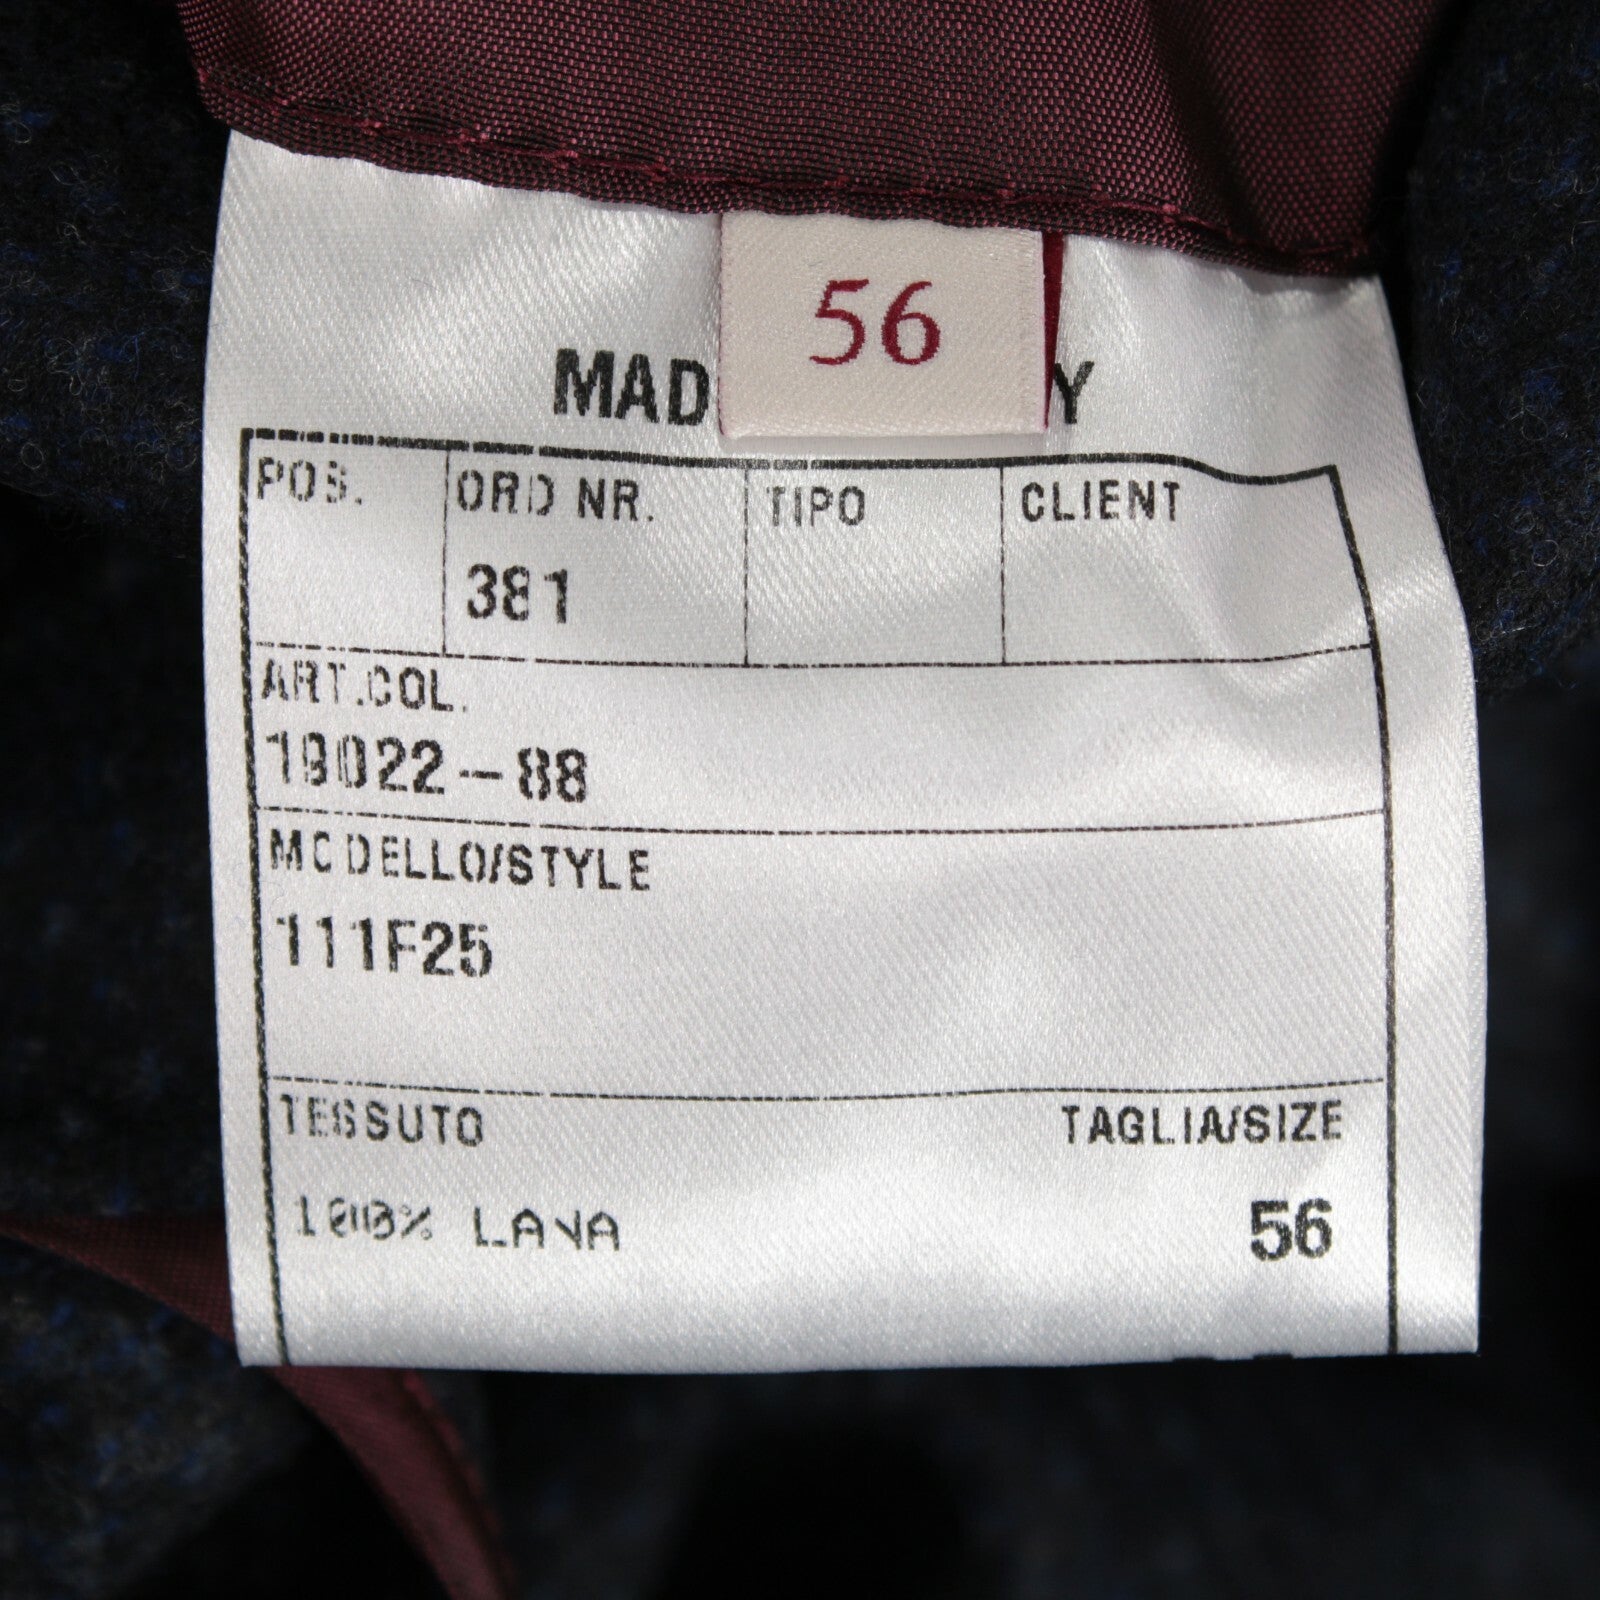 56
MAD Y
POS. ORD NR. TIPO CLIENT
381
ART.COL.
19022-88
MODELLO/STYLE
111F25
TESSUTO TAGLIA/SIZE
100% LANA 56